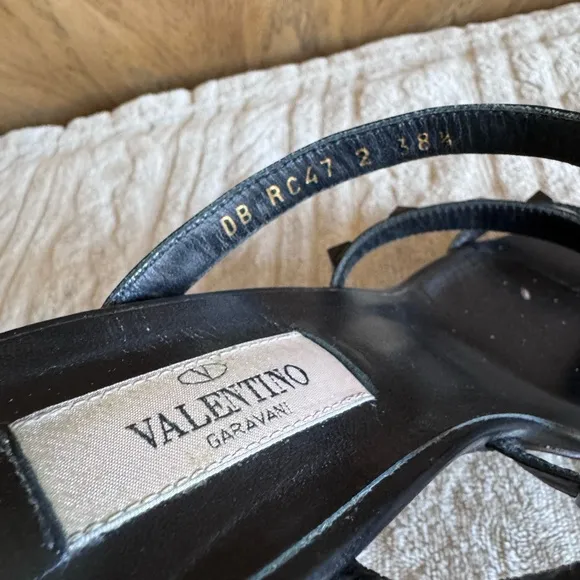 DB RC47 2 38½
VALENTINO
GARAVANI